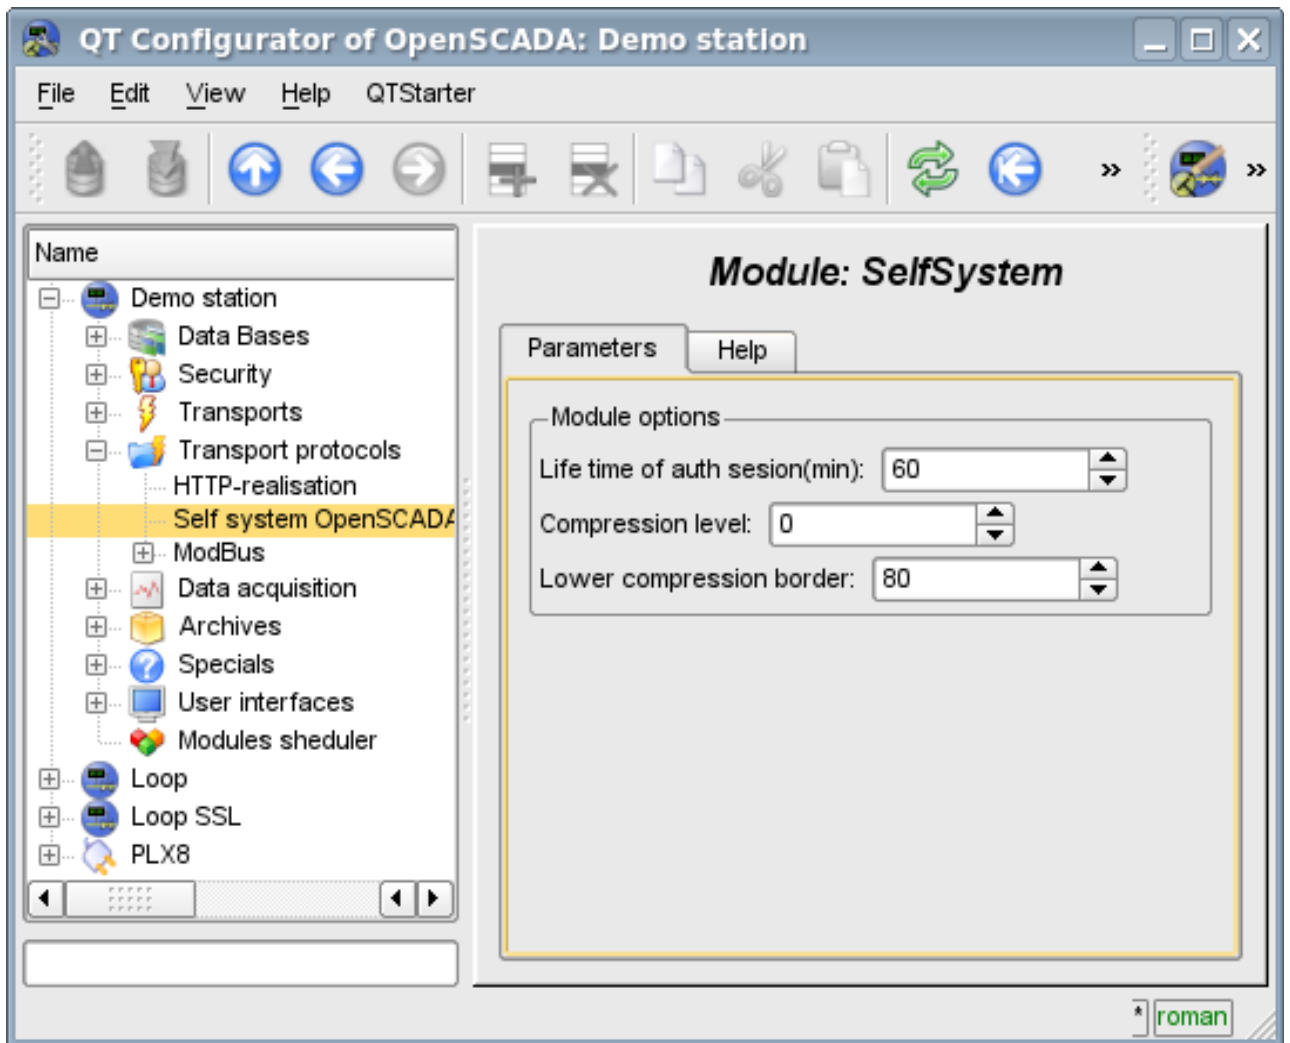 QT Configurator of OpenSCADA: Demo station
File Edit View Help QTStarter
Name
Demo station
Data Bases
Security
Transports
Transport protocols
HTTP-realisation
Self system OpenSCADA
ModBus
Data acquisition
Archives
Specials
User interfaces
Modules sheduler
Loop
Loop SSL
PLX8
Module: SelfSystem
Parameters Help
Module options
Life time of auth sesion(min): 60
Compression level: 0
Lower compression border: 80
* roman